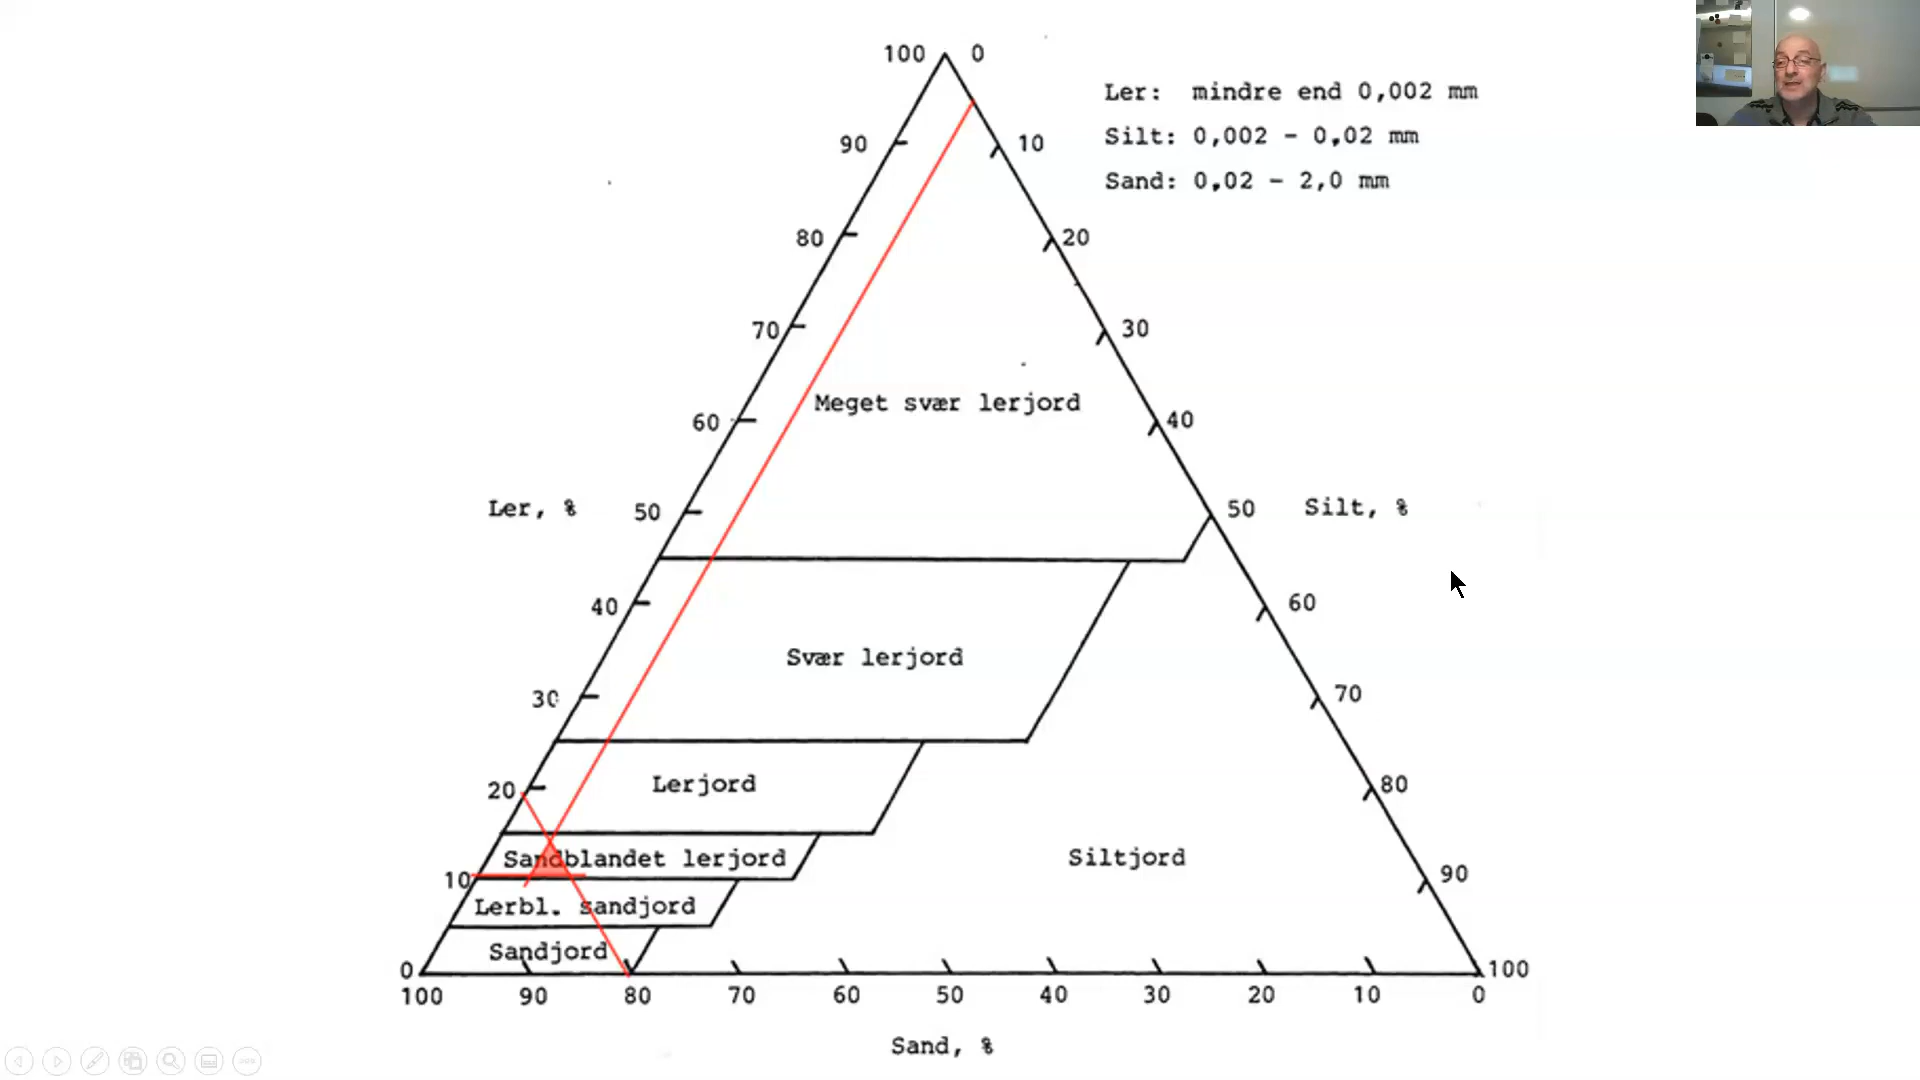 100 0
Ler: mindre end 0,002 mm
Silt: 0,002 - 0,02 mm
Sand: 0,02 - 2,0 mm
90 10
80 20
70 30
Meget svær lerjord
60 40
Ler, % 50 50 Silt, %
40 60
Svær lerjord
30 70
20 Lerjord 80
Sandblandet lerjord Siltjord
10 90
Lerbl. sandjord
Sandjord
0 100
100 90 80 70 60 50 40 30 20 10 0
Sand, %